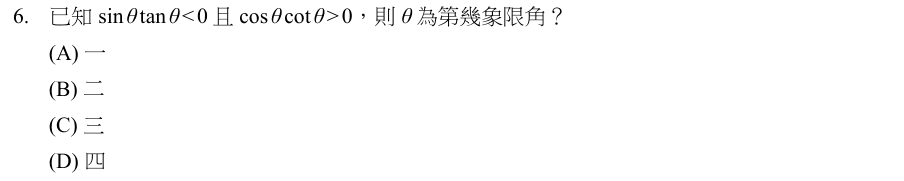 6. 已知 sinθtanθ<0 且 cosθcotθ>0，則 θ 為第幾象限角？
(A) 一
(B) 二
(C) 三
(D) 四